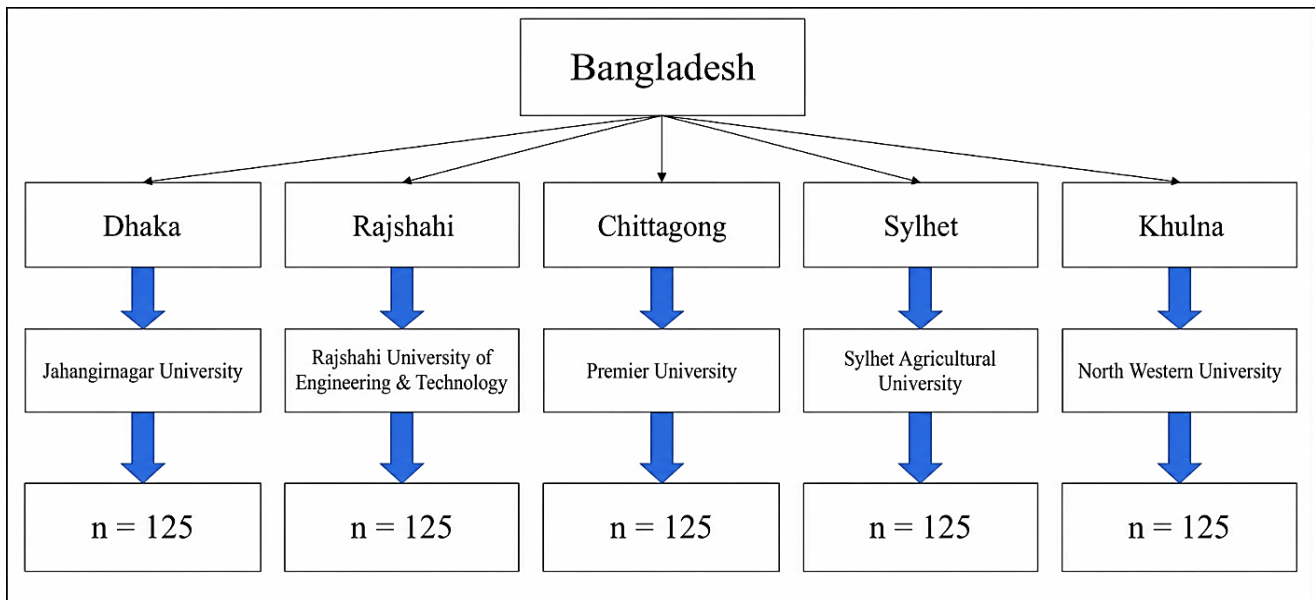 Bangladesh
Dhaka
Rajshahi
Chittagong
Sylhet
Khulna
Jahangirnagar University
Rajshahi University of
Engineering & Technology
Premier University
Sylhet Agricultural
University
North Western University
n = 125
n = 125
n = 125
n = 125
n = 125